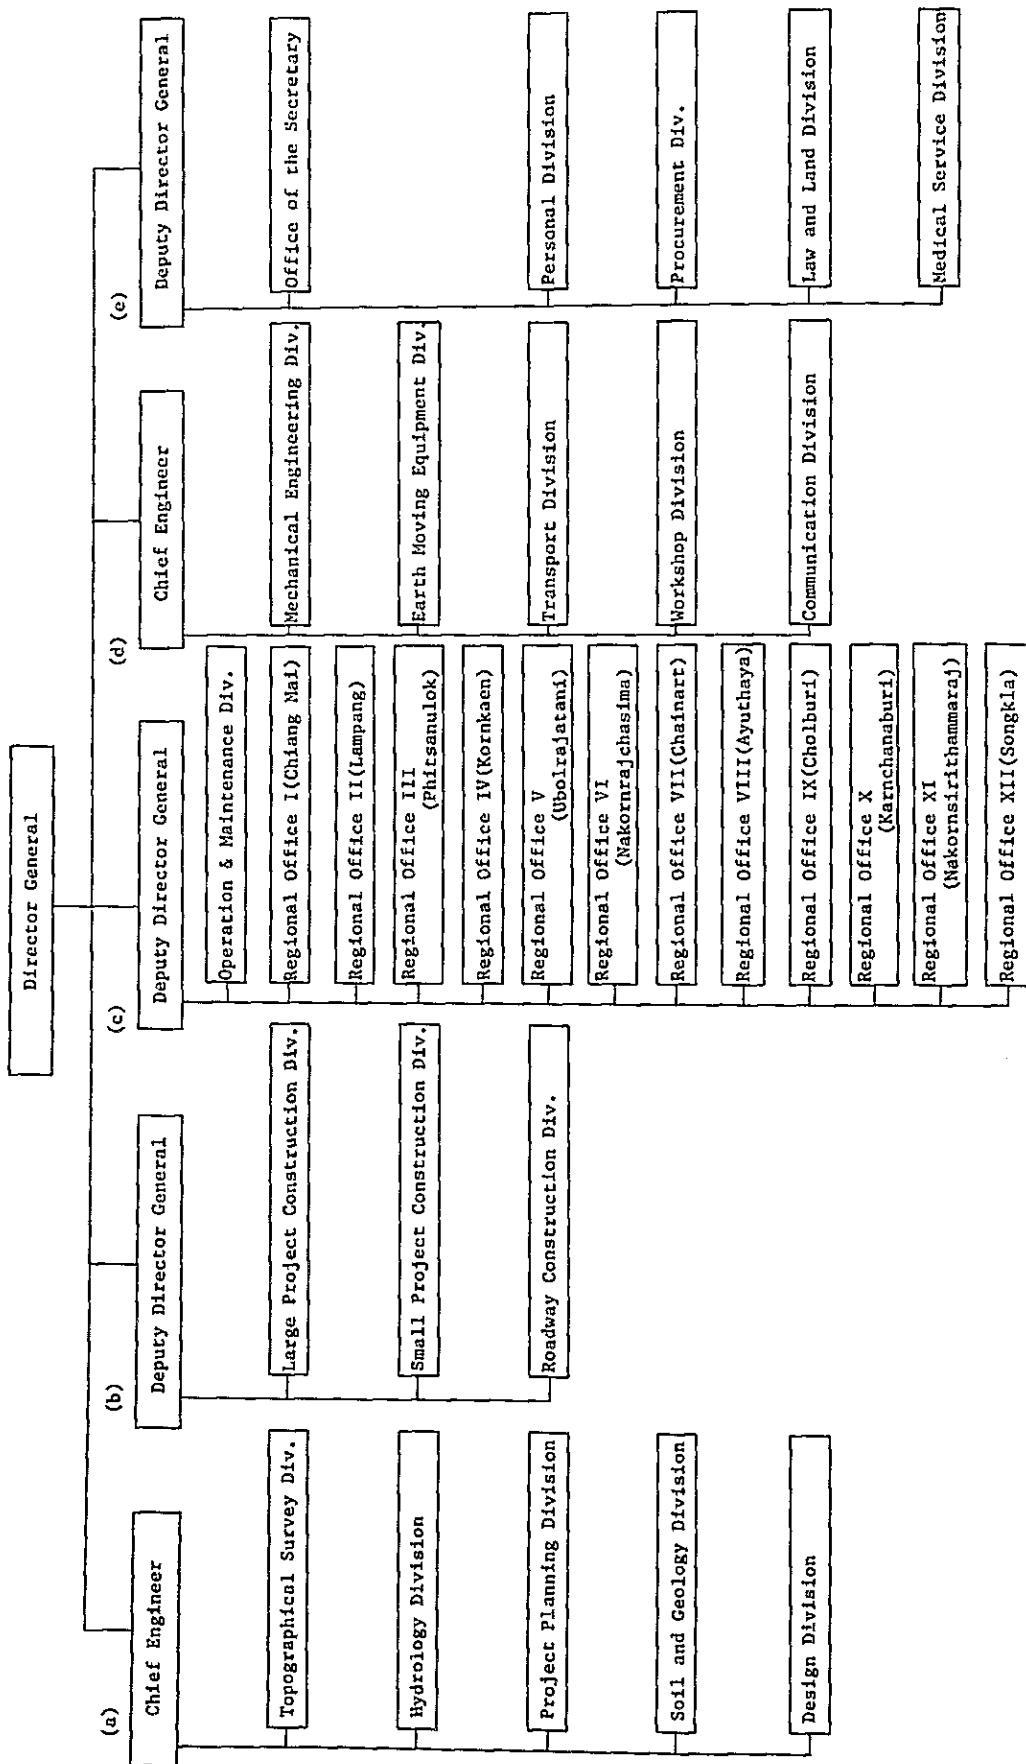 Director General
(a)
Chief Engineer
Topographical Survey Div.
Hydrology Division
Project Planning Division
Soil and Geology Division
Design Division
(b)
Deputy Director General
Large Project Construction Div.
Small Project Construction Div.
Roadway Construction Div.
(c)
Deputy Director General
Operation & Maintenance Div.
Regional Office I(Chiang Mai)
Regional Office II(Lampang)
Regional Office III
(Phitsanulok)
Regional Office IV(Kornkaen)
Regional Office V
(Ubolrajatani)
Regional Office VI
(Nakornrajchasima)
Regional Office VII(Chainart)
Regional Office VIII(Ayuthaya)
Regional Office IX(Cholburi)
Regional Office X
(Karnchanaburi)
Regional Office XI
(Nakornsirithammaraj)
Regional Office XII(Songkla)
(d)
Chief Engineer
Mechanical Engineering Div.
Earth Moving Equipment Div.
Transport Division
Workshop Division
Communication Division
(e)
Deputy Director General
Office of the Secretary
Personal Division
Procurement Div.
Law and Land Division
Medical Service Division